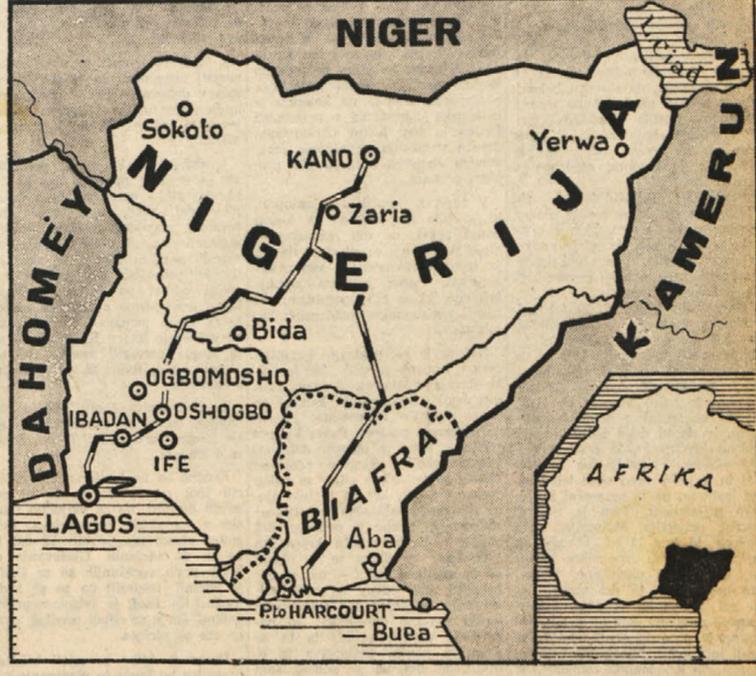 NIGER
L. Ciad
Sokoto
KANO
Yerwa
Zaria
NIGERIJA
DAHOMEY
KAMERUN
Bida
OGBOMOSHO
OSHOGBO
IBADAN
IFE
LAGOS
BIAFRA
Aba
P.to HARCOURT
Buea
AFRIKA